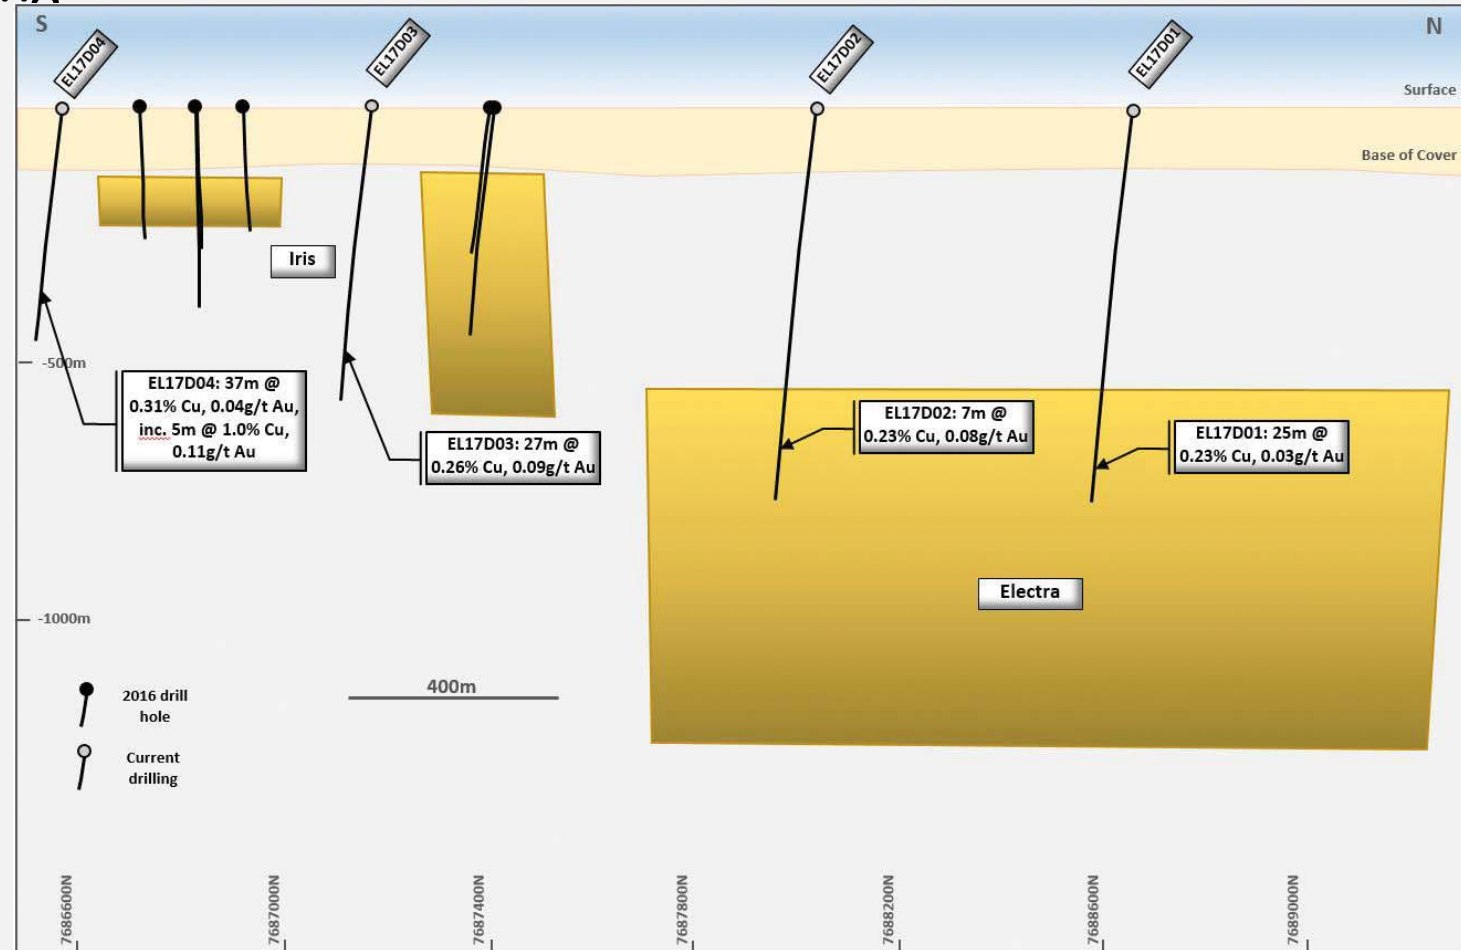 S
N
EL17D04
EL17D03
EL17D02
EL17D01
Surface
Base of Cover
Iris
-500m
EL17D04: 37m @
0.31% Cu, 0.04g/t Au,
inc. 5m @ 1.0% Cu,
0.11g/t Au
EL17D03: 27m @
0.26% Cu, 0.09g/t Au
EL17D02: 7m @
0.23% Cu, 0.08g/t Au
EL17D01: 25m @
0.23% Cu, 0.03g/t Au
Electra
-1000m
2016 drill
hole
400m
Current
drilling
7686600N
7687000N
7687400N
7687800N
7688200N
7688600N
7689000N